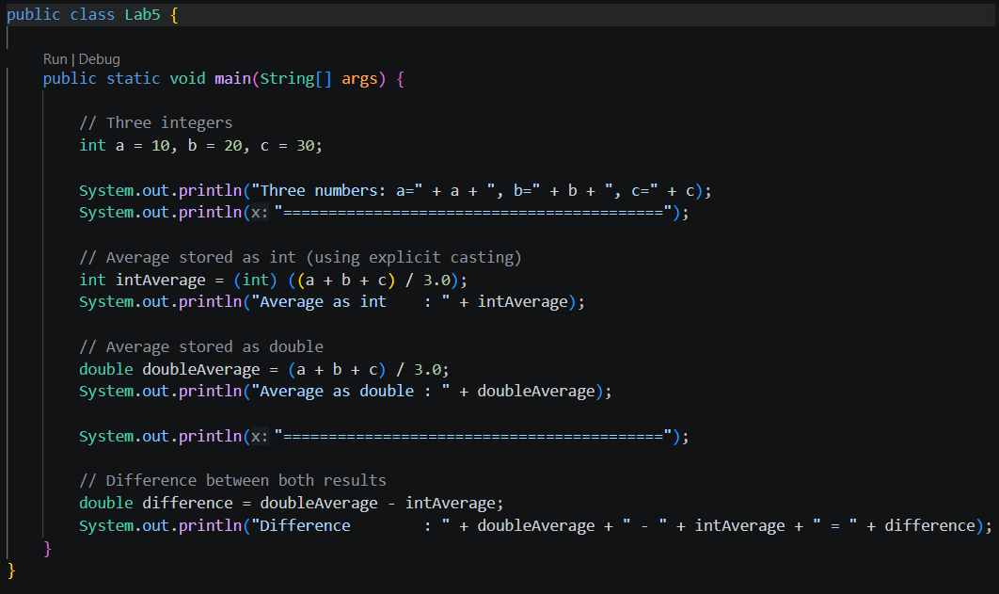 public class Lab5 {
Run | Debug
public static void main(String[] args) {
// Three integers
int a = 10, b = 20, c = 30;
System.out.println("Three numbers: a=" + a + ", b=" + b + ", c=" + c);
System.out.println(x: "==========================================");
// Average stored as int (using explicit casting)
int intAverage = (int) ((a + b + c) / 3.0);
System.out.println("Average as int    : " + intAverage);
// Average stored as double
double doubleAverage = (a + b + c) / 3.0;
System.out.println("Average as double : " + doubleAverage);
System.out.println(x: "==========================================");
// Difference between both results
double difference = doubleAverage - intAverage;
System.out.println("Difference        : " + doubleAverage + " - " + intAverage + " = " + difference);
}
}